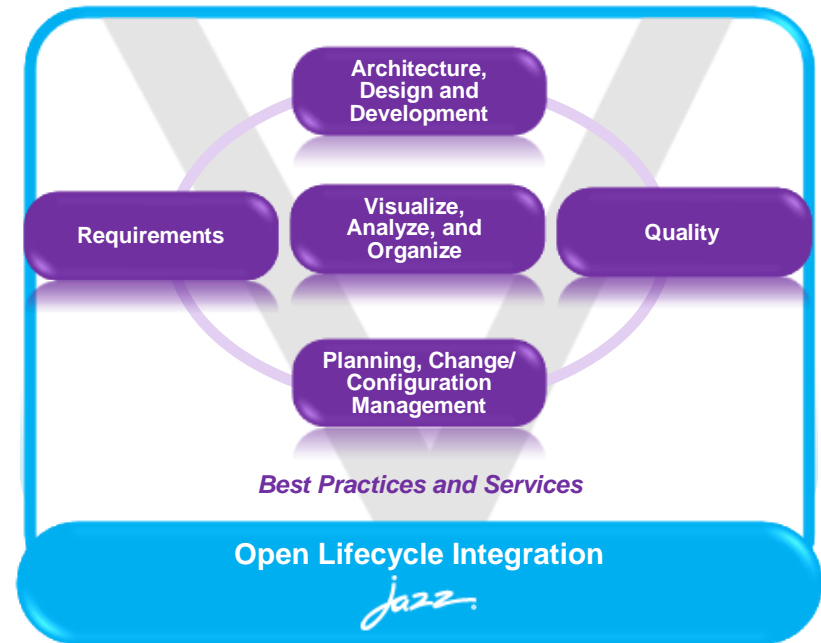 Architecture,
Design and
Development
Requirements
Visualize,
Analyze, and
Organize
Quality
Planning, Change/
Configuration
Management
Best Practices and Services
Open Lifecycle Integration
jazz